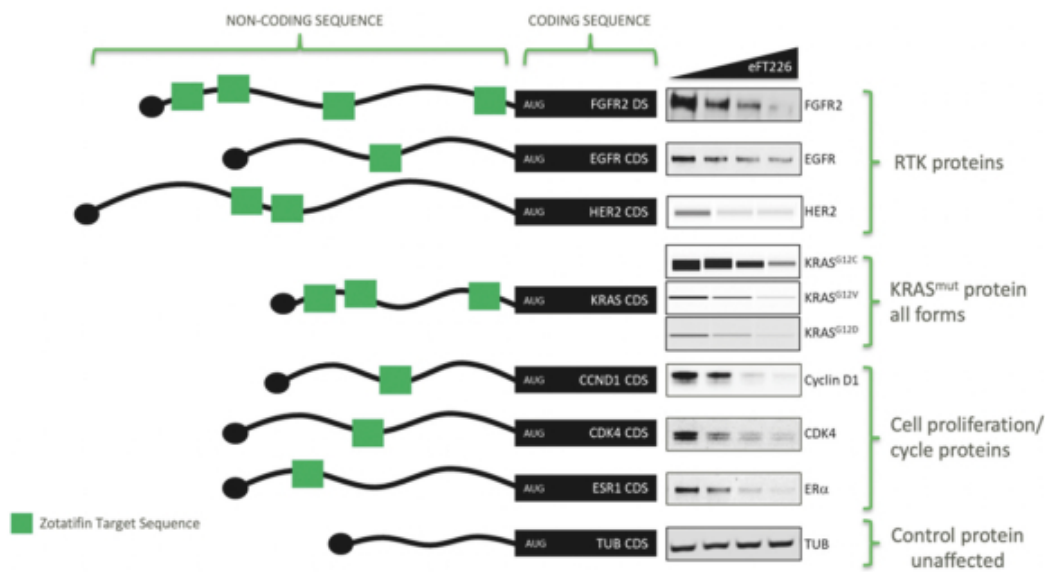 NON-CODING SEQUENCE
CODING SEQUENCE
eFT226
AUG FGFR2 DS
FGFR2
AUG EGFR CDS
EGFR
RTK proteins
AUG HER2 CDS
HER2
KRASG12C
AUG KRAS CDS
KRASG12V
KRASmut protein
all forms
KRASG12D
AUG CCND1 CDS
Cyclin D1
AUG CDK4 CDS
CDK4
Cell proliferation/
cycle proteins
AUG ESR1 CDS
ERα
Zotatifin Target Sequence
AUG TUB CDS
TUB
Control protein
unaffected